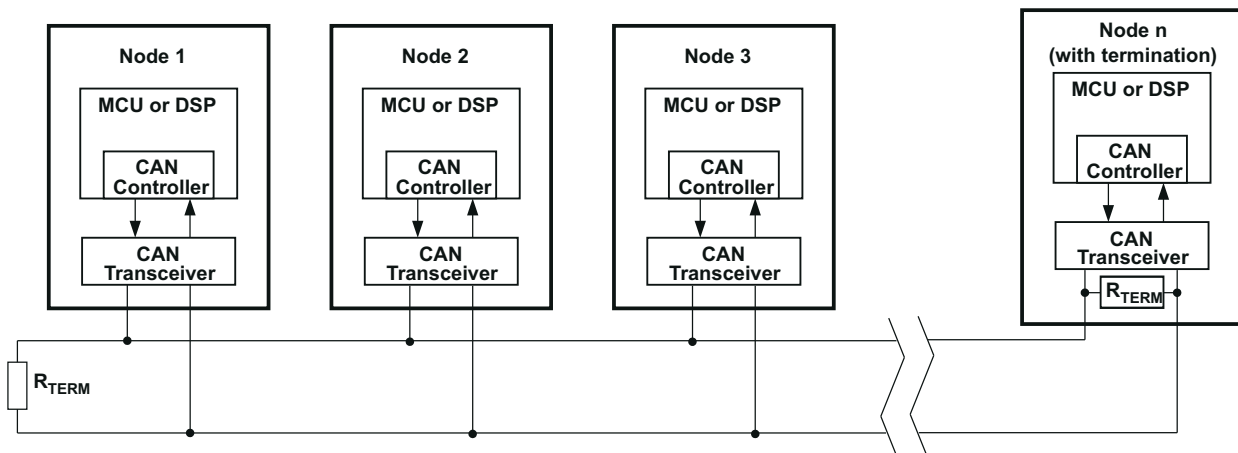 Node 1
MCU or DSP
CAN
Controller
CAN
Transceiver
Node 2
MCU or DSP
CAN
Controller
CAN
Transceiver
Node 3
MCU or DSP
CAN
Controller
CAN
Transceiver
Node n
(with termination)
MCU or DSP
CAN
Controller
CAN
Transceiver
RTERM
RTERM